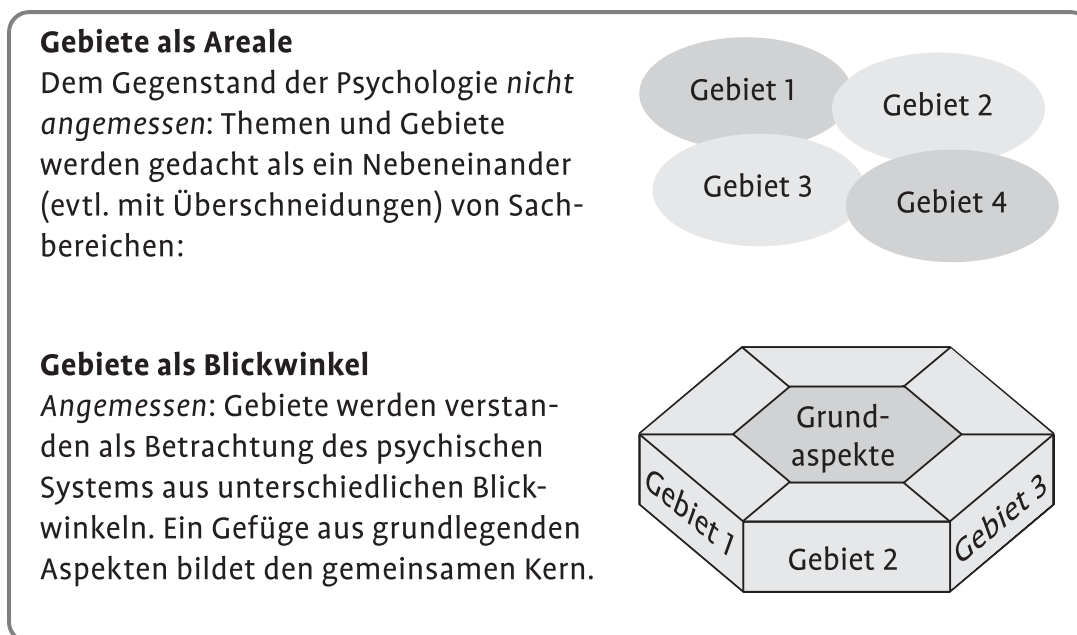 Gebiete als Areale
Dem Gegenstand der Psychologie nicht
angemessen: Themen und Gebiete
werden gedacht als ein Nebeneinander
(evtl. mit Überschneidungen) von Sach-
bereichen:
Gebiet 1
Gebiet 2
Gebiet 3
Gebiet 4
Gebiete als Blickwinkel
Angemessen: Gebiete werden verstan-
den als Betrachtung des psychischen
Systems aus unterschiedlichen Blick-
winkeln. Ein Gefüge aus grundlegenden
Aspekten bildet den gemeinsamen Kern.
Grund-
aspekte
Gebiet 1
Gebiet 2
Gebiet 3